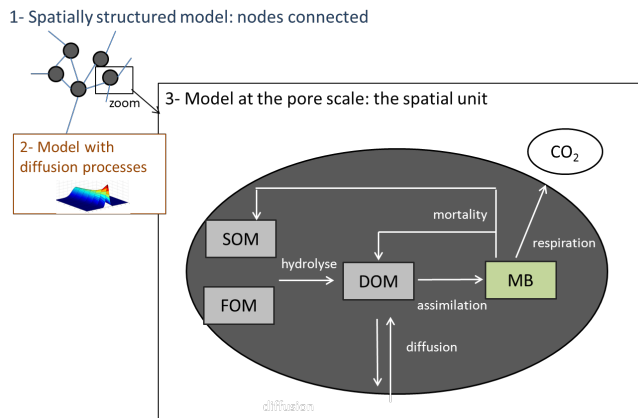 1- Spatially structured model: nodes connected
zoom
3- Model at the pore scale: the spatial unit
2- Model with
diffusion processes
CO₂
mortality
respiration
SOM
hydrolyse
DOM
MB
FOM
assimilation
diffusion
diffusion